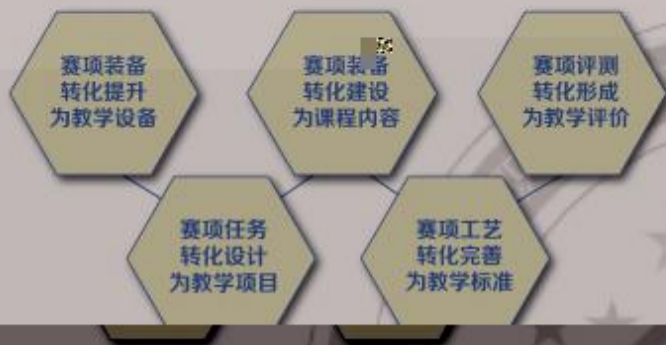 赛项装备
转化提升
为教学设备
赛项装备
转化建设
为课程内容
赛项评测
转化形成
为教学评价
赛项任务
转化设计
为教学项目
赛项工艺
转化完善
为教学标准